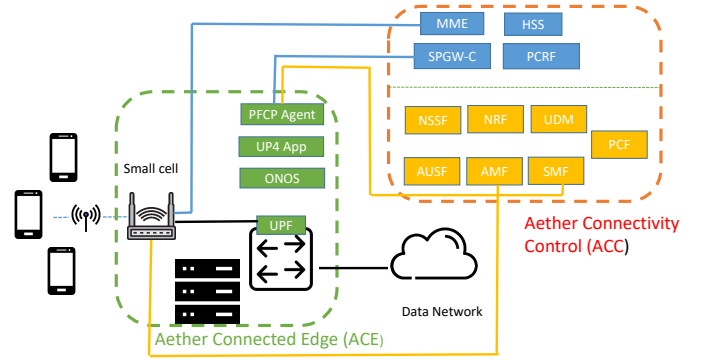 MME
HSS
SPGW-C
PCRF
PFCP Agent
NSSF
NRF
UDM
UP4 App
PCF
Small cell
ONOS
AUSF
AMF
SMF
UPF
Aether Connectivity
Control (ACC)
Data Network
Aether Connected Edge (ACE)